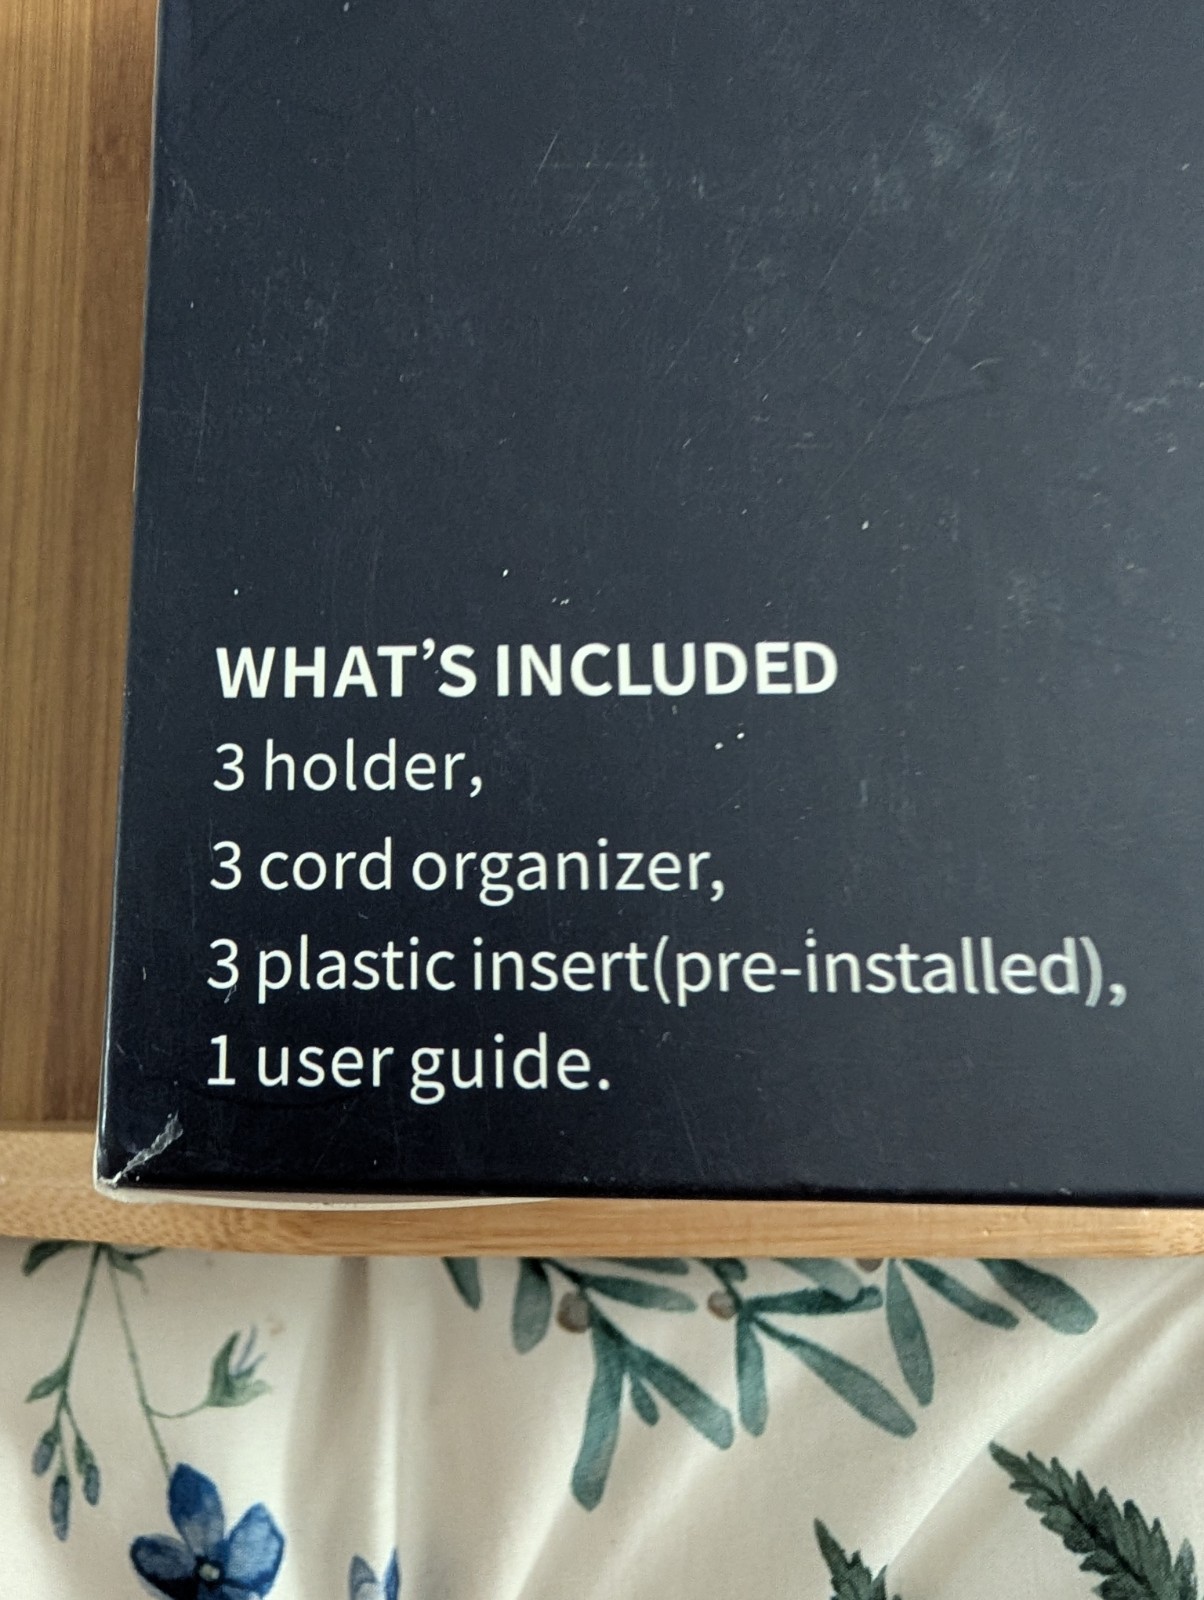 WHAT’S INCLUDED
3 holder,
3 cord organizer,
3 plastic insert(pre-installed),
1 user guide.